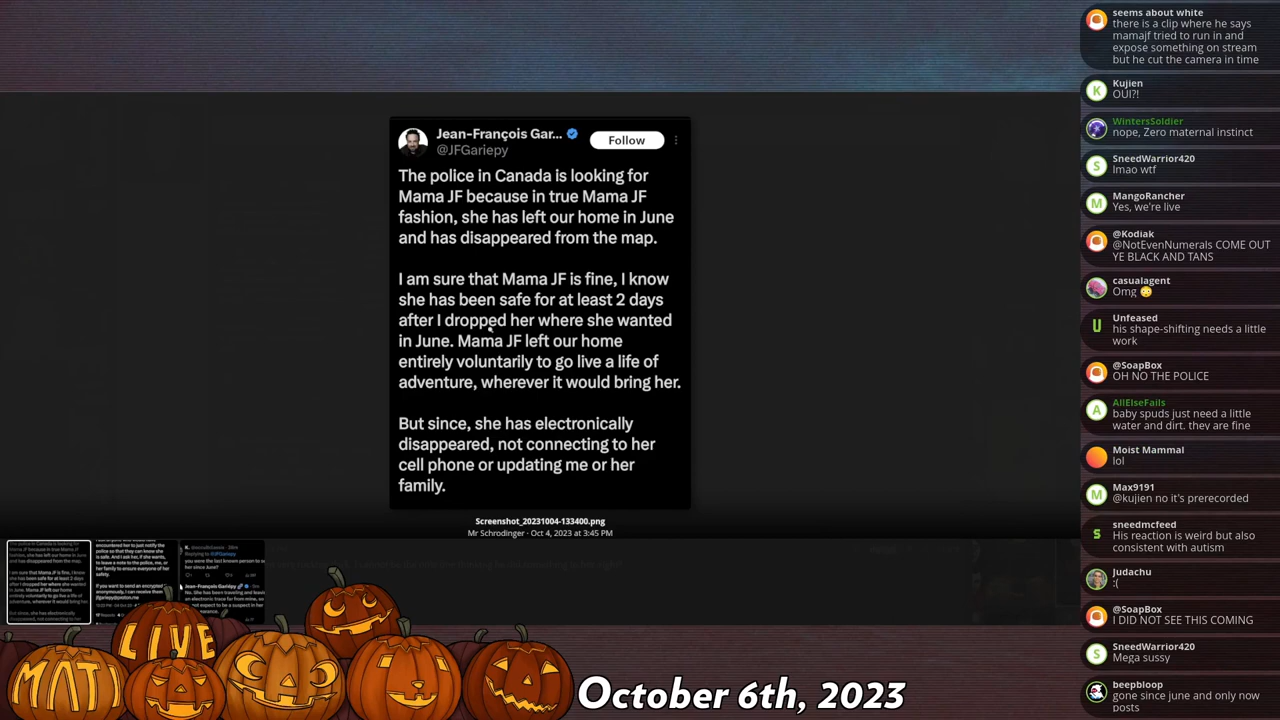 Jean-François Gar...
@JFGariepy
Follow
The police in Canada is looking for
Mama JF because in true Mama JF
fashion, she has left our home in June
and has disappeared from the map.
I am sure that Mama JF is fine, I know
she has been safe for at least 2 days
after I dropped her where she wanted
in June. Mama JF left our home
entirely voluntarily to go live a life of
adventure, wherever it would bring her.
But since, she has electronically
disappeared, not connecting to her
cell phone or updating me or her
family.
Screenshot_20231004-133400.png
Mr Schrodinger · Oct 4, 2023 at 3:45 PM
LIVE
MATI
October 6th, 2023
seems about white
there is a clip where he says
mamajf tried to run in and
expose something on stream
but he cut the camera in time
K
Kujien
OUI?!
WintersSoldier
nope, Zero maternal instinct
S
SneedWarrior420
lmao wtf
M
MangoRancher
Yes, we're live
@Kodiak
@NotEvenNumerals COME OUT
YE BLACK AND TANS
casualagent
Omg 😳
U
Unfeased
his shape-shifting needs a little
work
@SoapBox
OH NO THE POLICE
A
AllElseFails
baby spuds just need a little
water and dirt. they are fine
Moist Mammal
lol
M
Max9191
@kujien no it's prerecorded
S
sneedmcfeed
His reaction is weird but also
consistent with autism
Judachu
:(
@SoapBox
I DID NOT SEE THIS COMING
S
SneedWarrior420
Mega sussy
beepbloop
gone since june and only now
posts